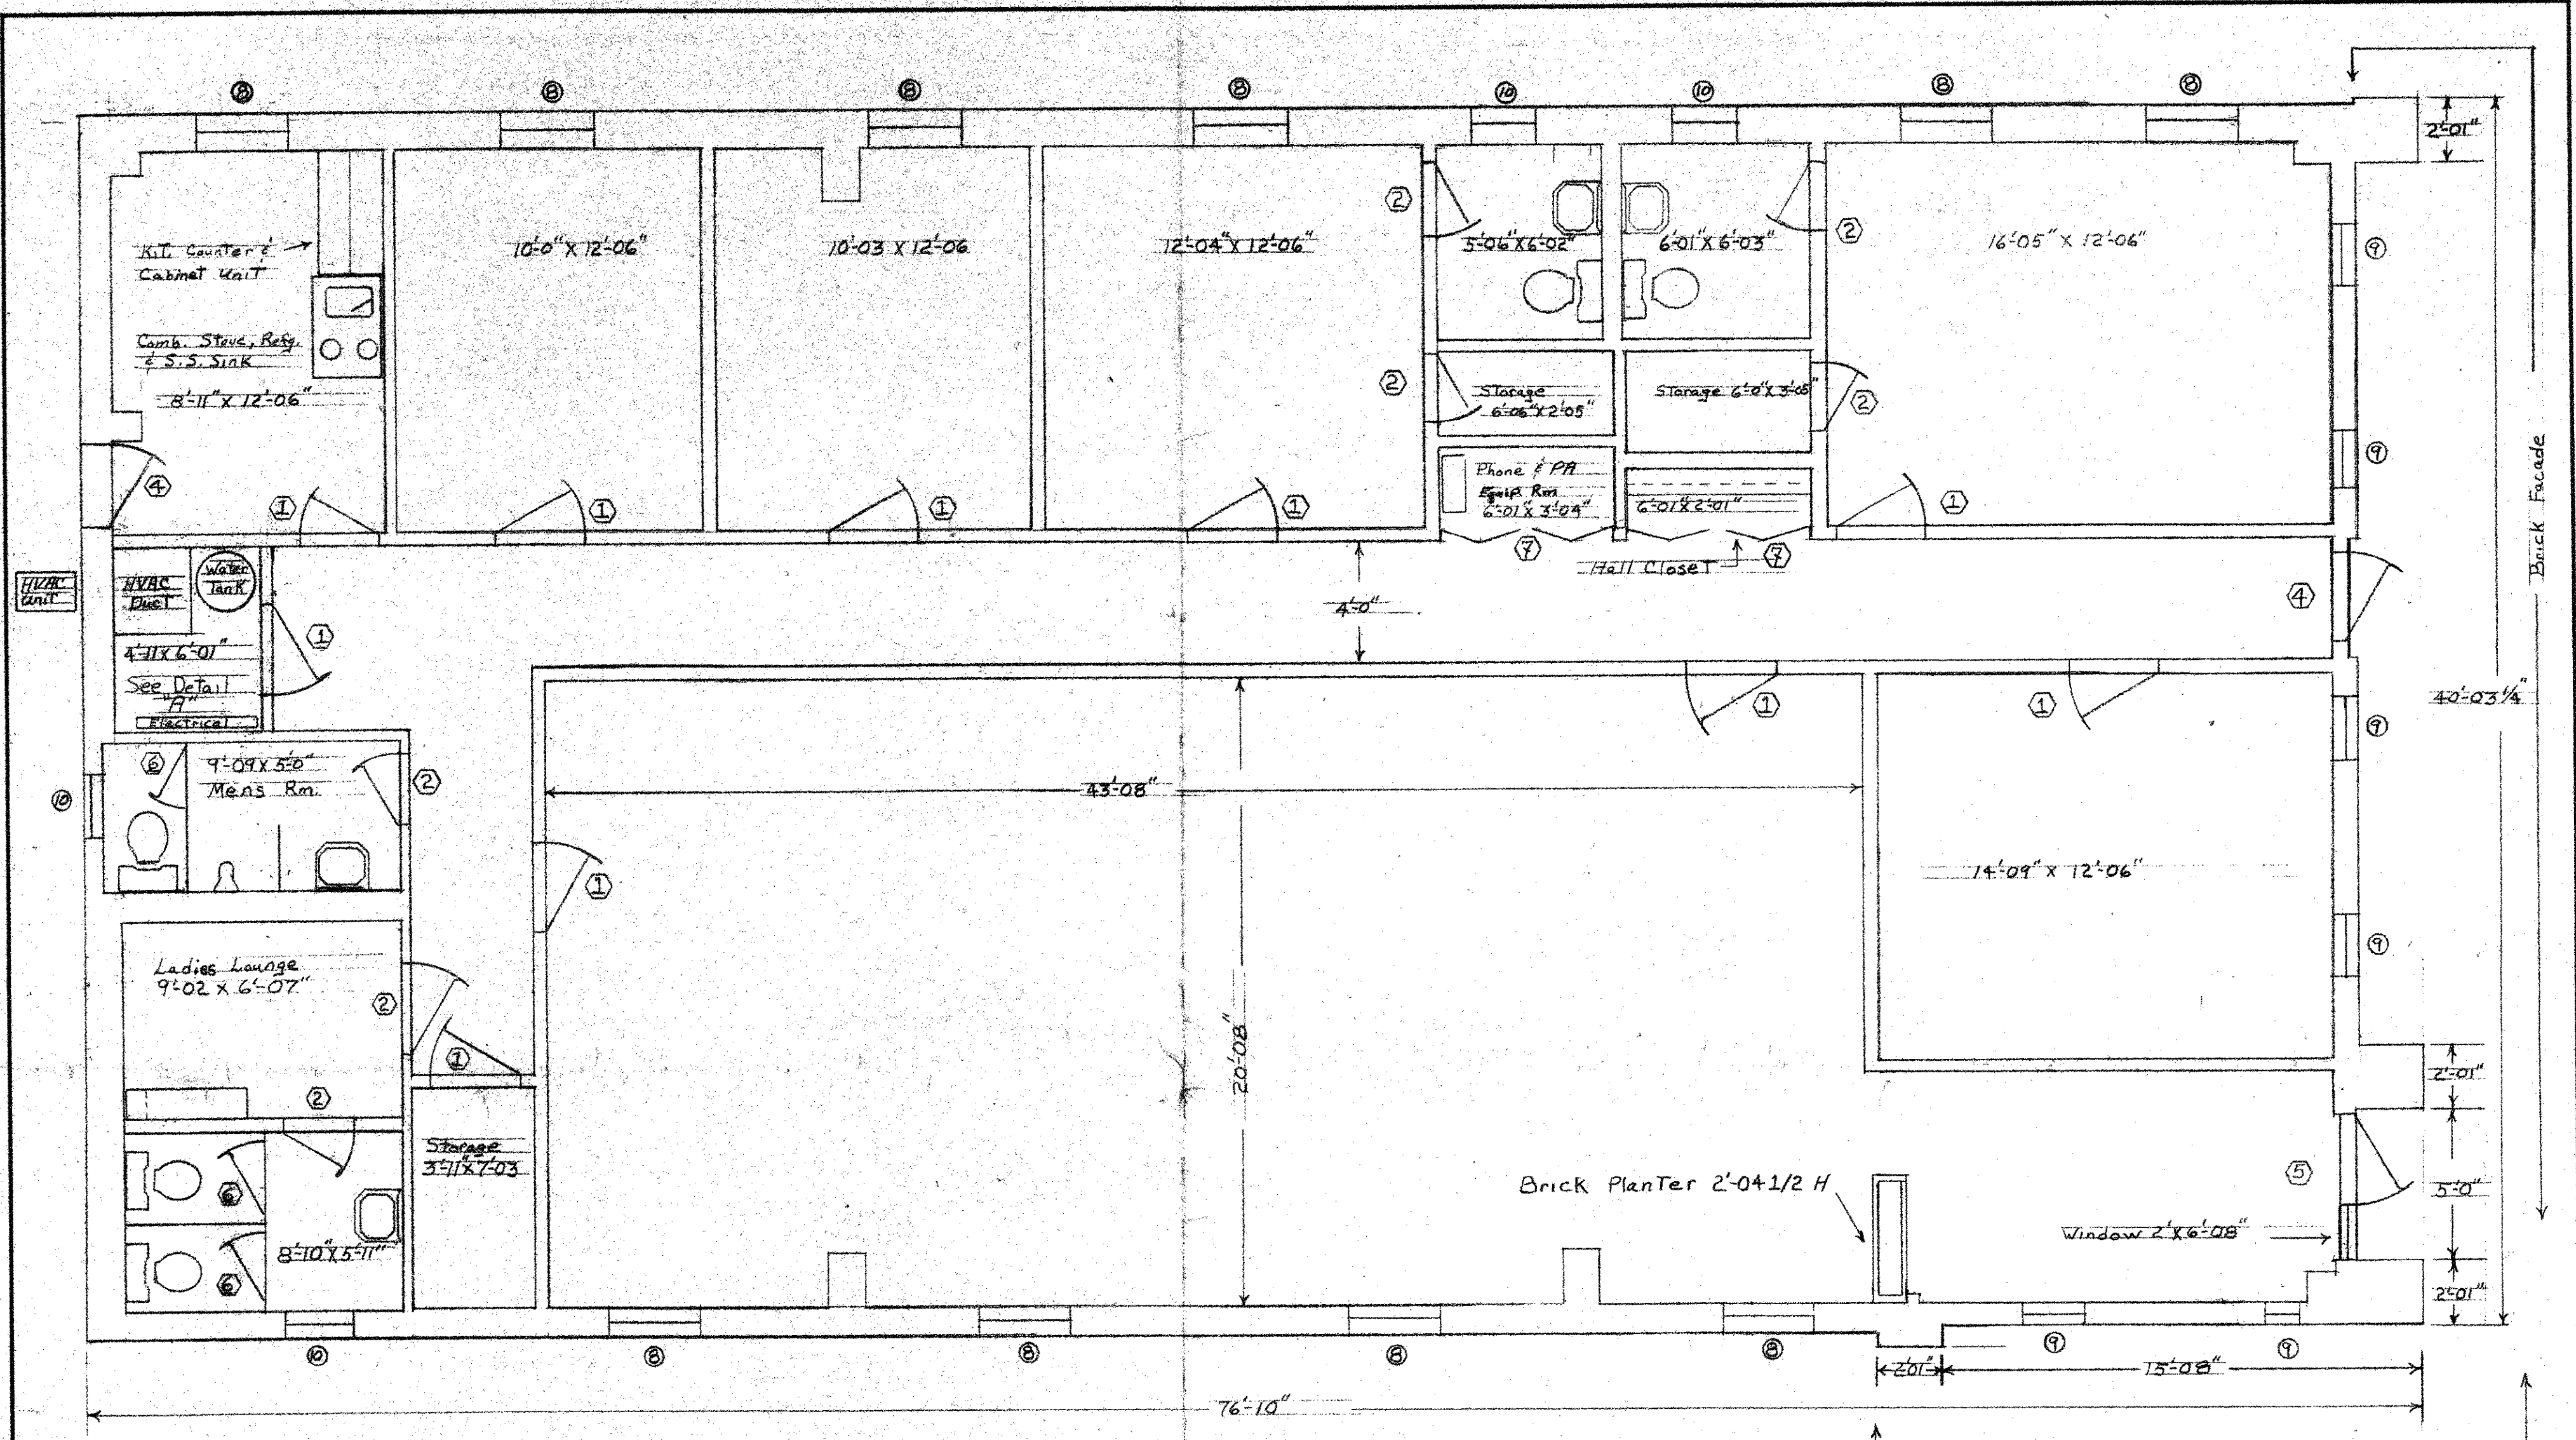 8 8 8 8 10 10 8 8
2'-01"
Kit. Counter &
Cabinet Unit
10'-0" X 12'-06"
10'-03 X 12'-06
12'-04" X 12'-06"
2
5'-06" X 6'-02"
6'-01" X 6'-03"
2
16'-05" X 12'-06"
9
Comb. Stove, Refg.
& S.S. Sink
8'-11" X 12'-06"
2
Storage
6'-06" X 2'-05"
Storage 6'-0" X 3'-05"
2
9
Brick Facade
4
1
1
1
1
Phone & PA
Equip Rm
6'-01" X 3'-04"
6'-01" X 2'-01"
1
7
Hall Closet
7
HVAC
Unit
HVAC
Duct
Water
Tank
4'-0"
4
1
4'-11 X 6'-01"
See Detail
"A"
Electrical
1
1
9
40'-03 1/4"
6
9'-09 X 5'-0"
Mens Rm.
2
10
43'-08"
1
14'-09" X 12'-06"
9
Ladies Lounge
9'-02 X 6'-07"
2
1
20'-08"
2
2'-01"
Storage
3'-11" X 7'-03
6
Brick Planter 2'-04 1/2 H
5
5'-0"
8'-10" X 5'-11"
6
Window 2' X 6'-08"
2'-01"
10 8 8 8 8 9 9
2'01"
15'-08"
76'-10"